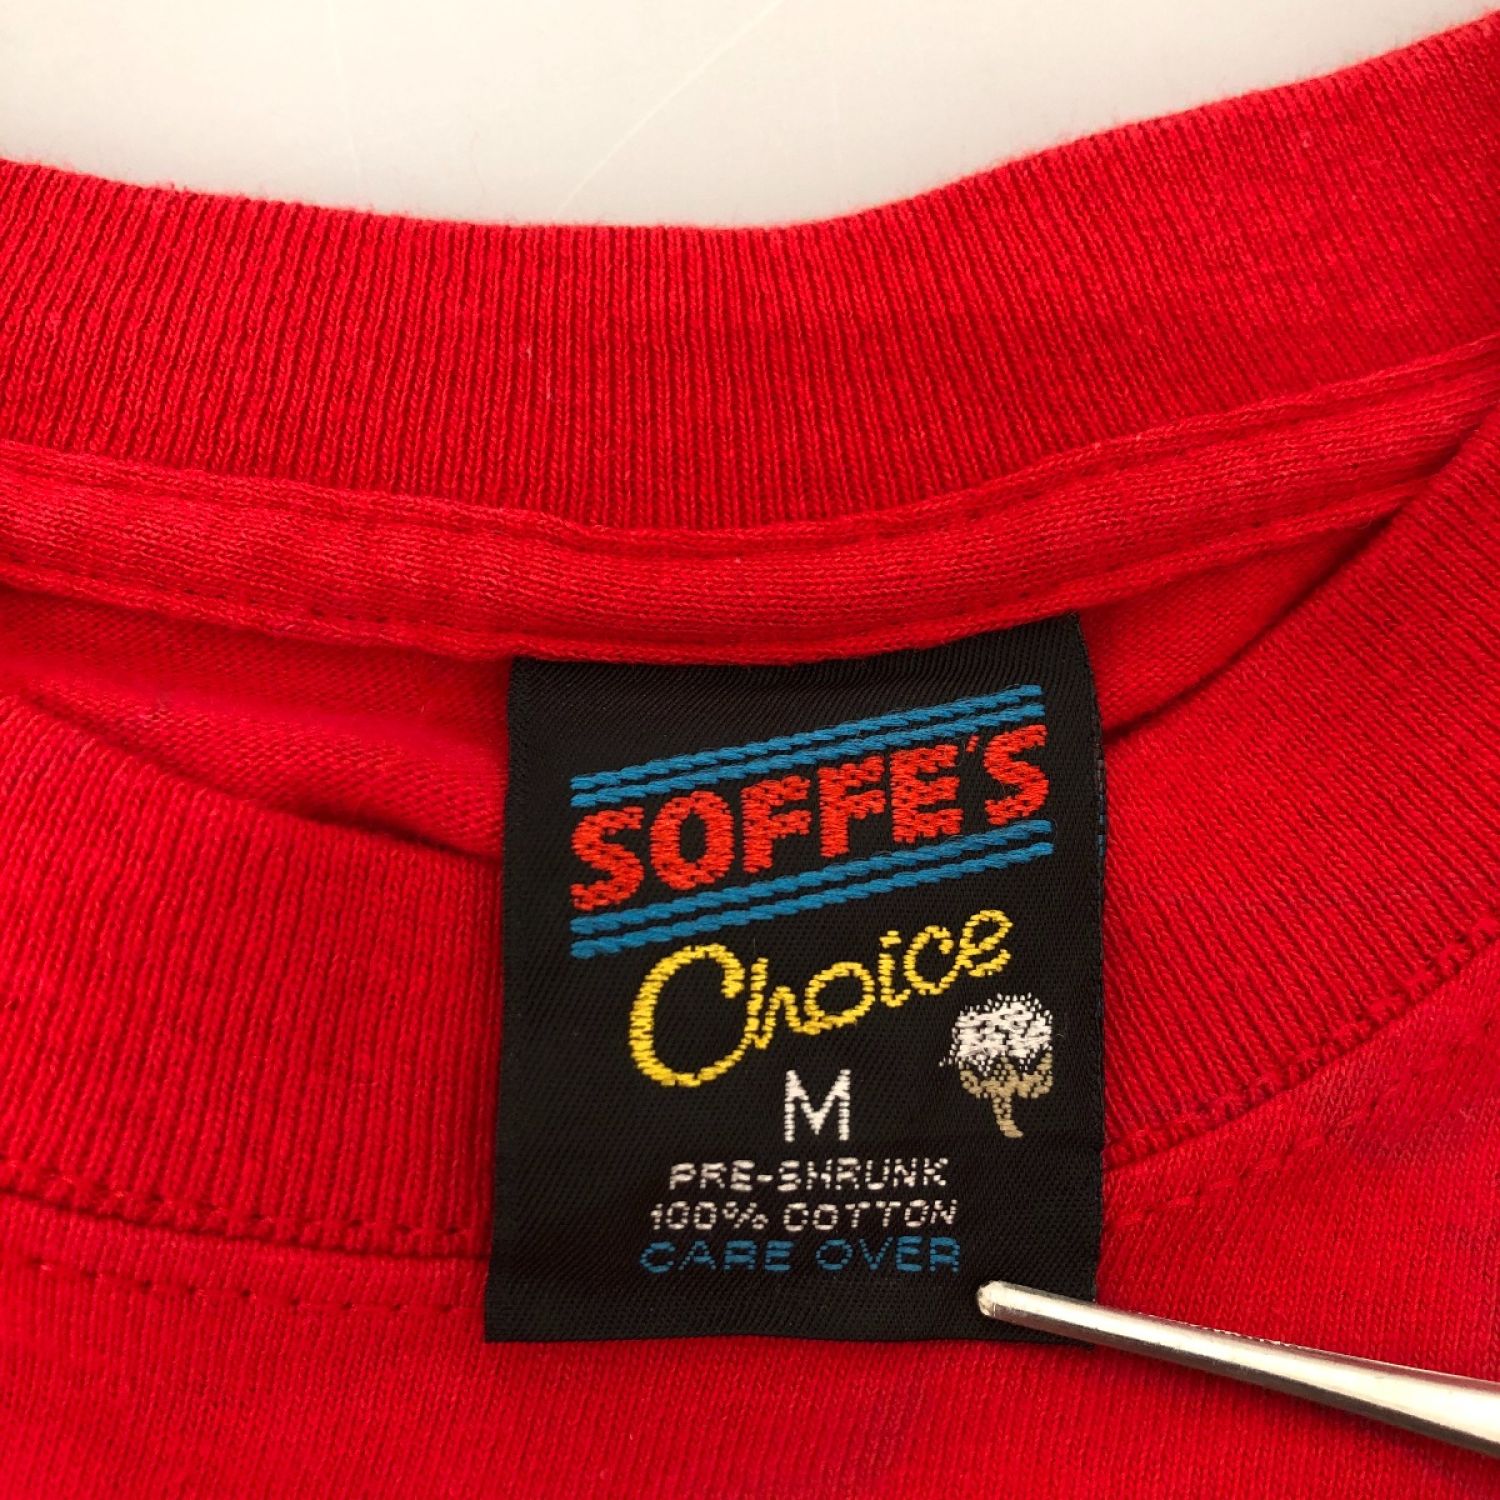 SOFFE'S
Choice
M
PRE-SHRUNK
100% COTTON
CARE OVER